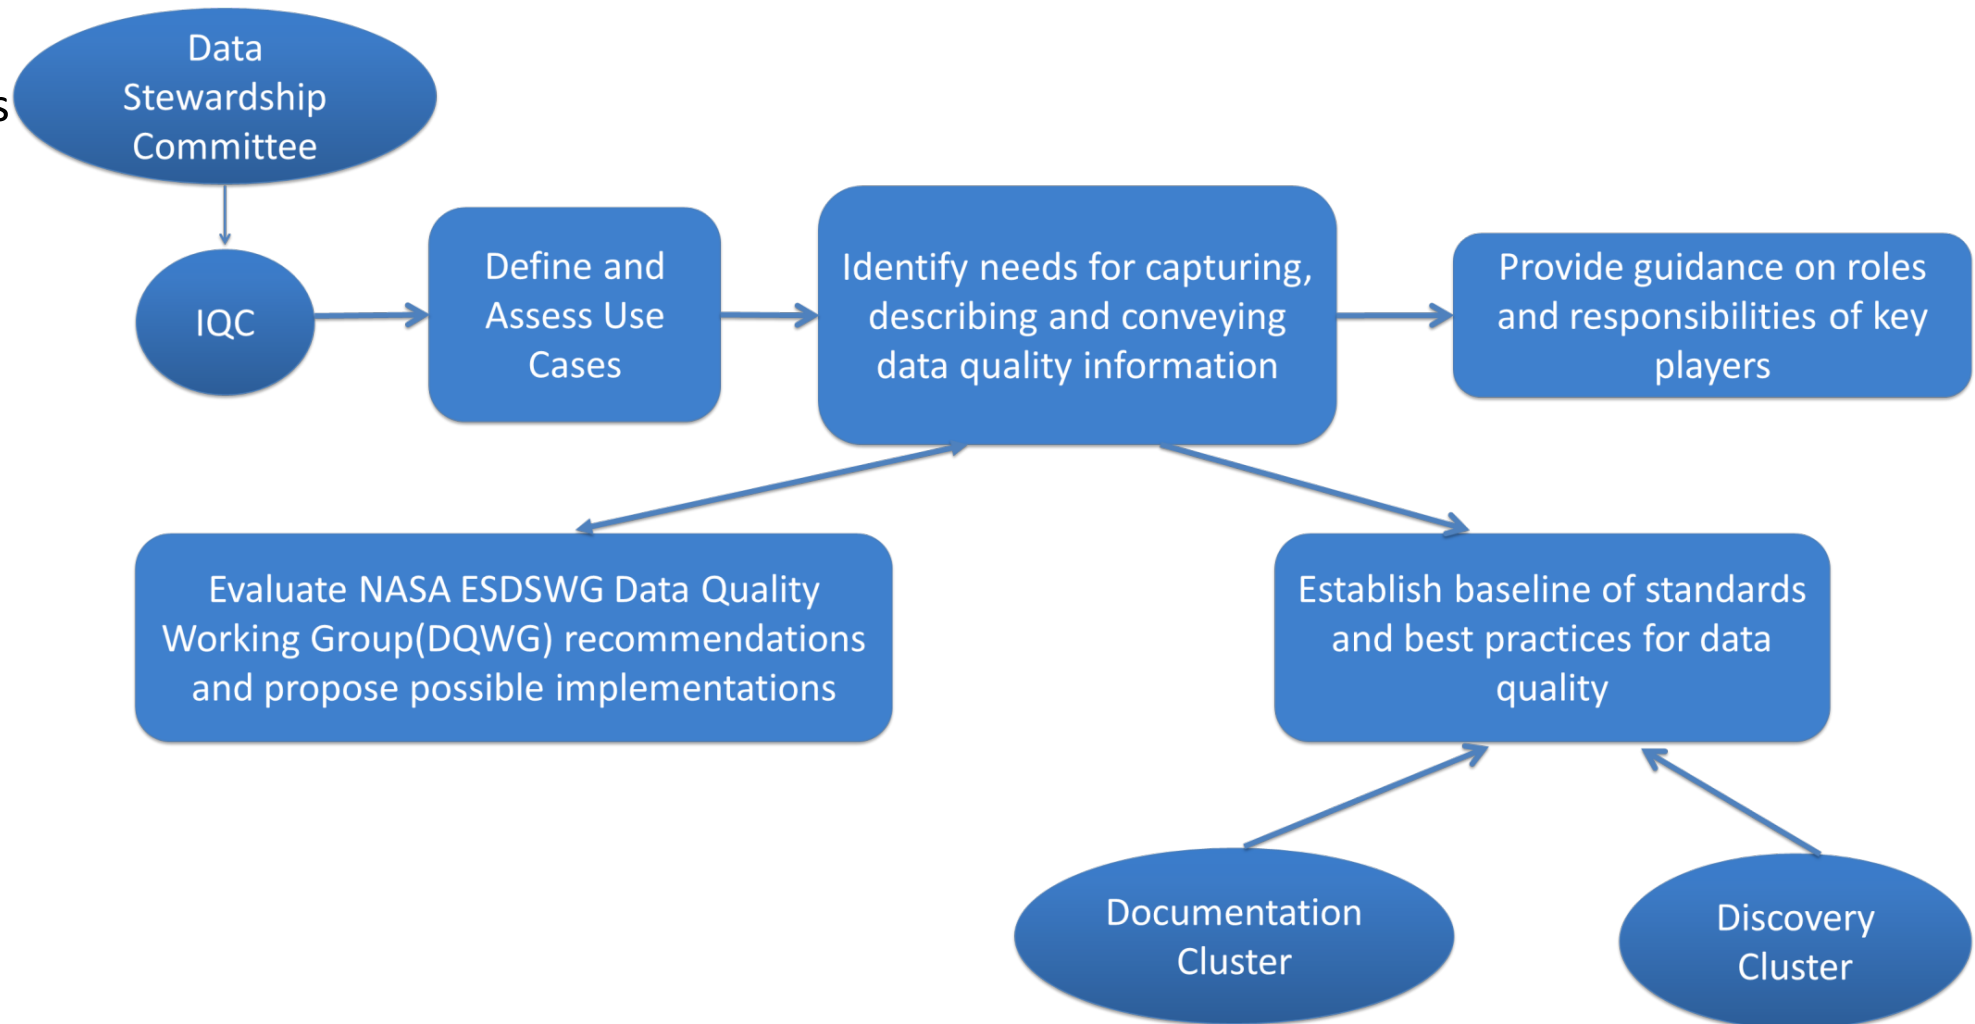 Data
Stewardship
Committee
s
IQC
Define and
Assess Use
Cases
Identify needs for capturing,
describing and conveying
data quality information
Provide guidance on roles
and responsibilities of key
players
Evaluate NASA ESDSWG Data Quality
Working Group(DQWG) recommendations
and propose possible implementations
Establish baseline of standards
and best practices for data
quality
Documentation
Cluster
Discovery
Cluster